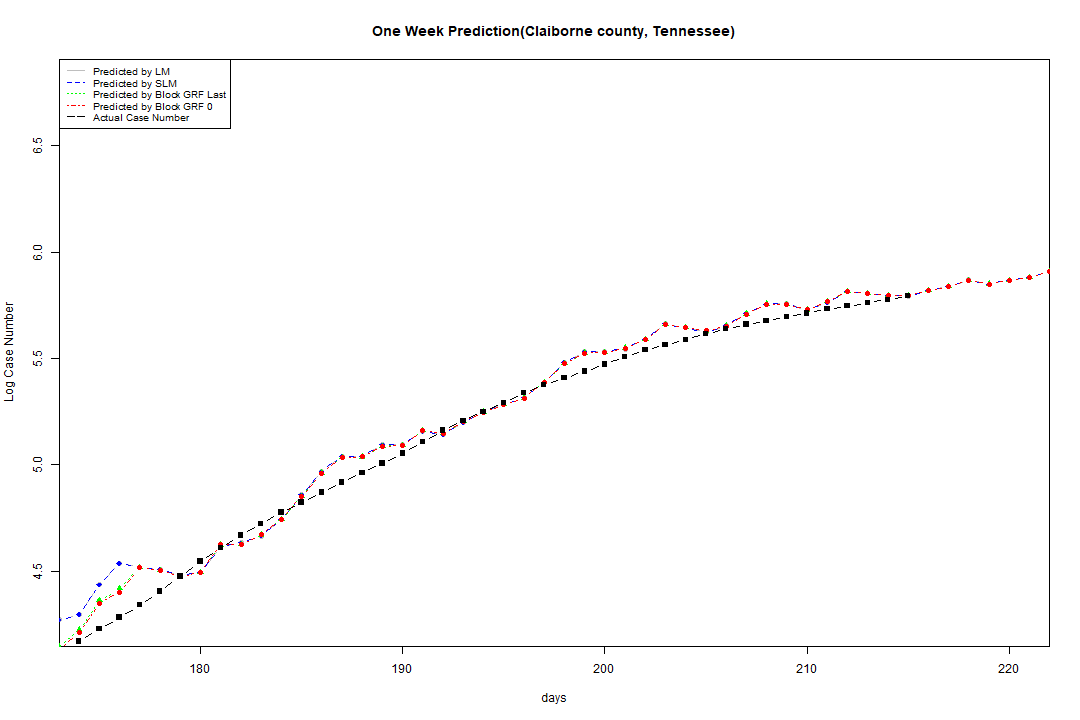 One Week Prediction(Claiborne county, Tennessee)
Predicted by LM
Predicted by SLM
Predicted by Block GRF Last
Predicted by Block GRF 0
Actual Case Number
6.5
6.0
5.5
5.0
4.5
Log Case Number
180 190 200 210 220
days